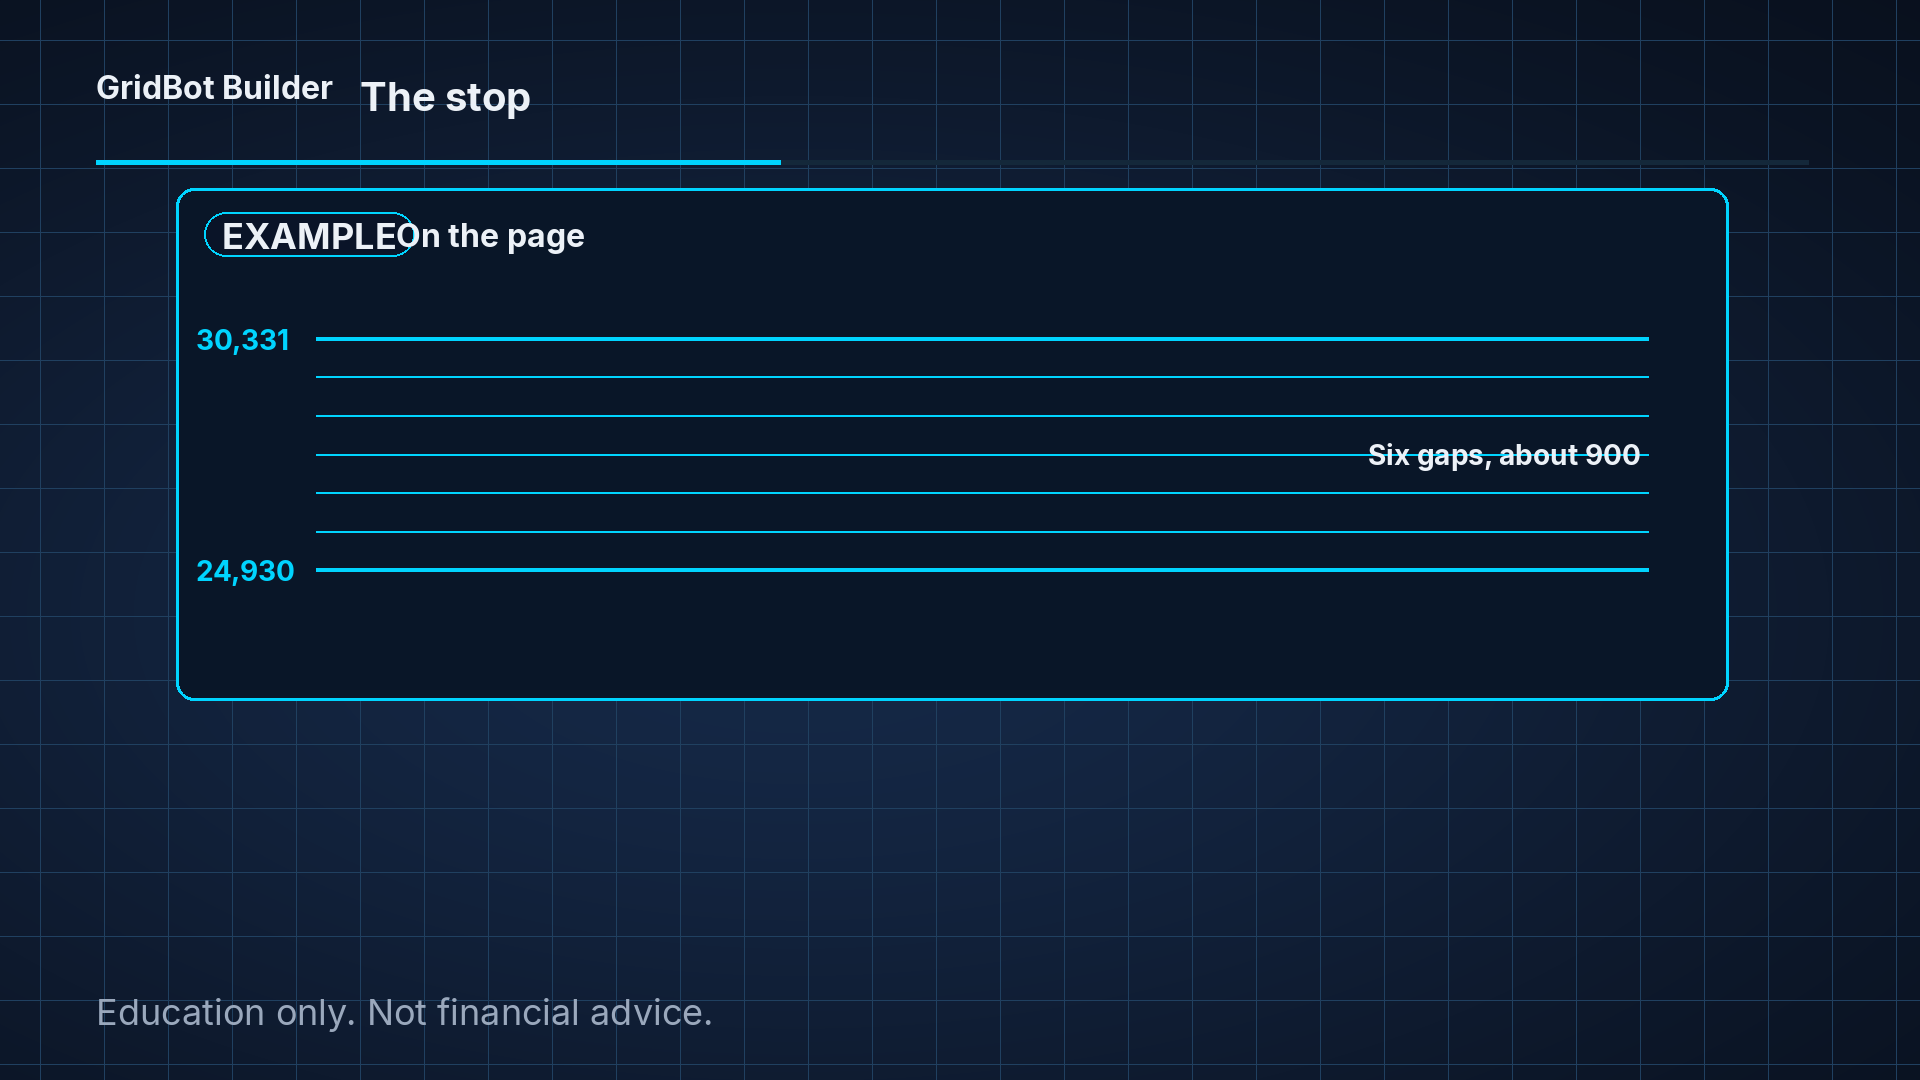 GridBot Builder
The stop
EXAMPLE
On the page
30,331
Six gaps, about 900
24,930
Education only. Not financial advice.